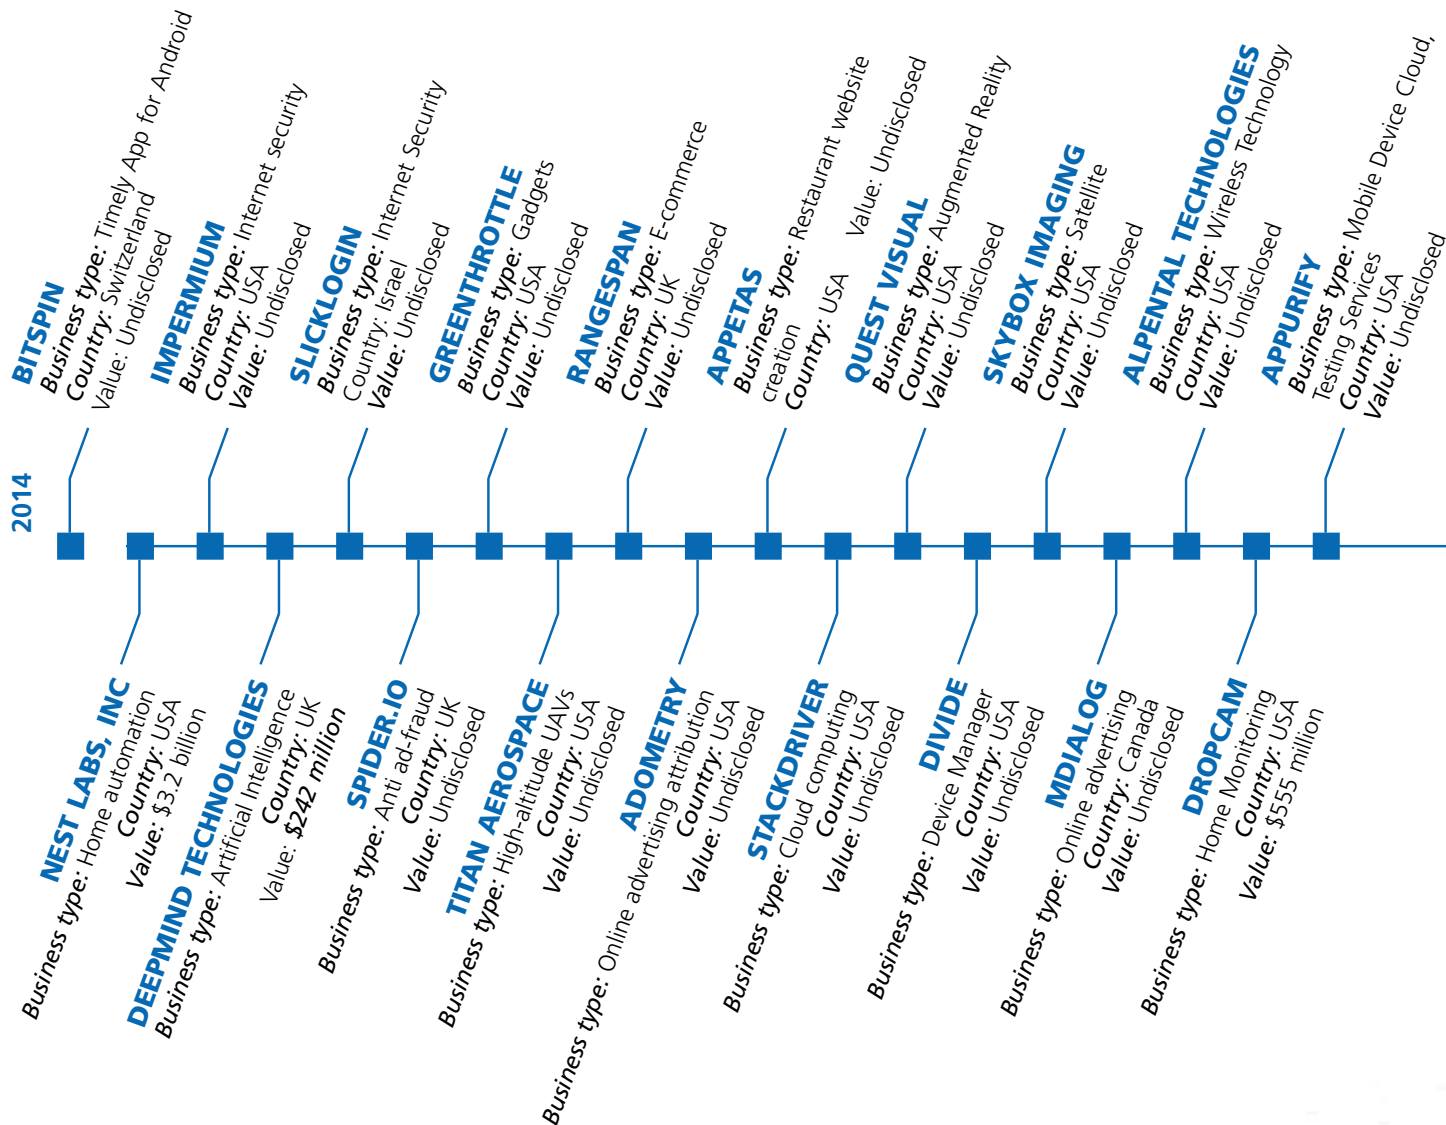 2014
BITSPIN
Business type: Timely App for Android
Country: Switzerland
Value: Undisclosed
IMPERMIUM
Business type: Internet security
Country: USA
Value: Undisclosed
SLICKLOGIN
Business type: Internet Security
Country: Israel
Value: Undisclosed
GREENTHROTTLE
Business type: Gadgets
Country: USA
Value: Undisclosed
RANGESPAN
Business type: E-commerce
Country: UK
Value: Undisclosed
APPETAS
Business type: Restaurant website
creation
Country: USA Value: Undisclosed
QUEST VISUAL
Business type: Augmented Reality
Country: USA
Value: Undisclosed
SKYBOX IMAGING
Business type: Satellite
Country: USA
Value: Undisclosed
ALPENTAL TECHNOLOGIES
Business type: Wireless Technology
Country: USA
Value: Undisclosed
APPURIFY
Business type: Mobile Device Cloud,
Testing Services
Country: USA
Value: Undisclosed
NEST LABS, INC
Business type: Home automation
Country: USA
Value: $3.2 billion
DEEPMIND TECHNOLOGIES
Business type: Artificial Intelligence
Country: UK
Value: $242 million
SPIDER.IO
Business type: Anti ad-fraud
Country: UK
Value: Undisclosed
TITAN AEROSPACE
Business type: High-altitude UAVs
Country: USA
Value: Undisclosed
ADOMETRY
Business type: Online advertising attribution
Country: USA
Value: Undisclosed
STACKDRIVER
Business type: Cloud computing
Country: USA
Value: Undisclosed
DIVIDE
Business type: Device Manager
Country: USA
Value: Undisclosed
MDIALOG
Business type: Online advertising
Country: Canada
Value: Undisclosed
DROPCAM
Business type: Home Monitoring
Country: USA
Value: $555 million